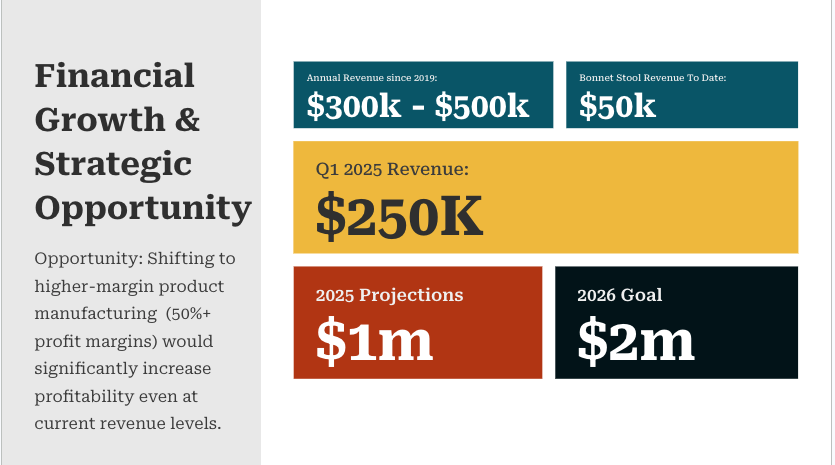 Financial
Growth &
Strategic
Opportunity
Opportunity: Shifting to
higher-margin product
manufacturing  (50%+
profit margins) would
significantly increase
profitability even at
current revenue levels.
Annual Revenue since 2019:
$300k - $500k
Bonnet Stool Revenue To Date:
$50k
Q1 2025 Revenue:
$250K
2025 Projections
$1m
2026 Goal
$2m